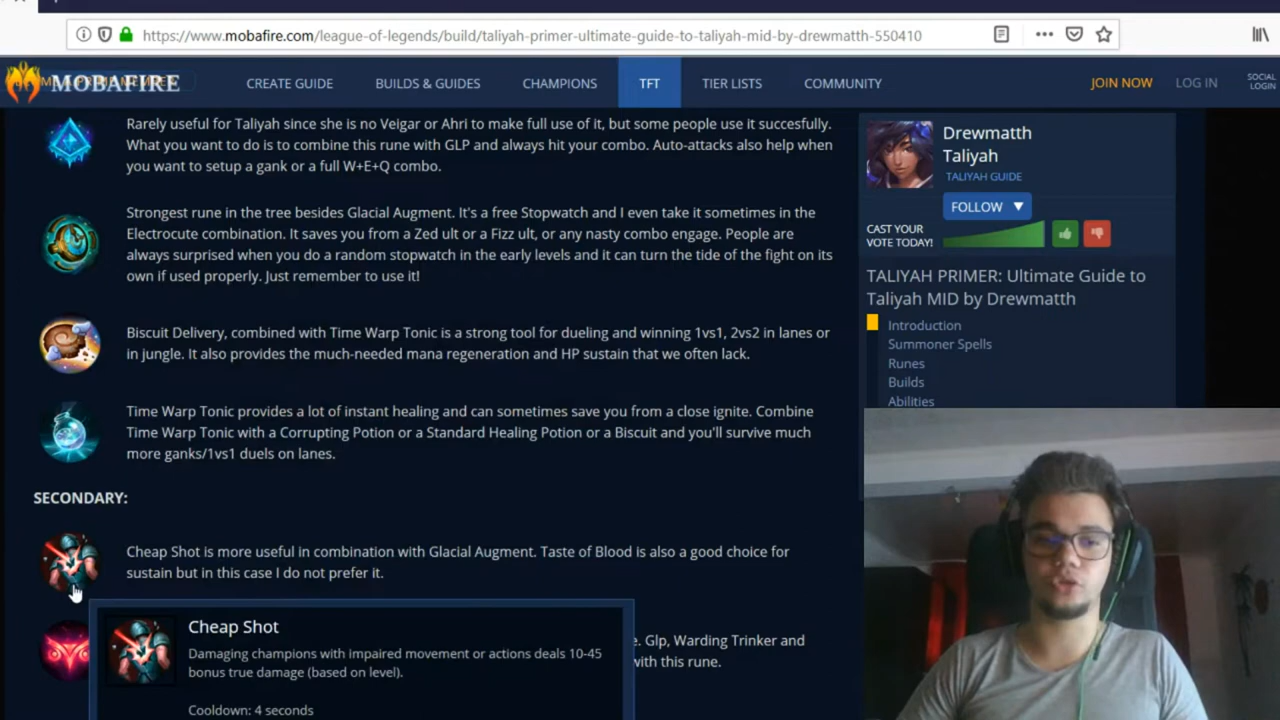 https://www.mobafire.com/league-of-legends/build/taliyah-primer-ultimate-guide-to-taliyah-mid-by-drewmatth-550410
MOBAFIRE
CREATE GUIDE
BUILDS & GUIDES
CHAMPIONS
TFT
TIER LISTS
COMMUNITY
JOIN NOW
LOG IN
SOCIAL
LOGIN
Rarely useful for Taliyah since she is no Veigar or Ahri to make full use of it, but some people use it succesfully.
What you want to do is to combine this rune with GLP and always hit your combo. Auto-attacks also help when
you want to setup a gank or a full W+E+Q combo.
Strongest rune in the tree besides Glacial Augment. It's a free Stopwatch and I even take it sometimes in the
Electrocute combination. It saves you from a Zed ult or a Fizz ult, or any nasty combo engage. People are
always surprised when you do a random stopwatch in the early levels and it can turn the tide of the fight on its
own if used properly. Just remember to use it!
Biscuit Delivery, combined with Time Warp Tonic is a strong tool for dueling and winning 1vs1, 2vs2 in lanes or
in jungle. It also provides the much-needed mana regeneration and HP sustain that we often lack.
Time Warp Tonic provides a lot of instant healing and can sometimes save you from a close ignite. Combine
Time Warp Tonic with a Corrupting Potion or a Standard Healing Potion or a Biscuit and you'll survive much
more ganks/1vs1 duels on lanes.
SECONDARY:
Cheap Shot is more useful in combination with Glacial Augment. Taste of Blood is also a good choice for
sustain but in this case I do not prefer it.
e. Glp, Warding Trinker and
with this rune.
Cheap Shot
Damaging champions with impaired movement or actions deals 10-45
bonus true damage (based on level).
Cooldown: 4 seconds
Drewmatth
Taliyah
TALIYAH GUIDE
FOLLOW
CAST YOUR
VOTE TODAY!
TALIYAH PRIMER: Ultimate Guide to
Taliyah MID by Drewmatth
Introduction
Summoner Spells
Runes
Builds
Abilities